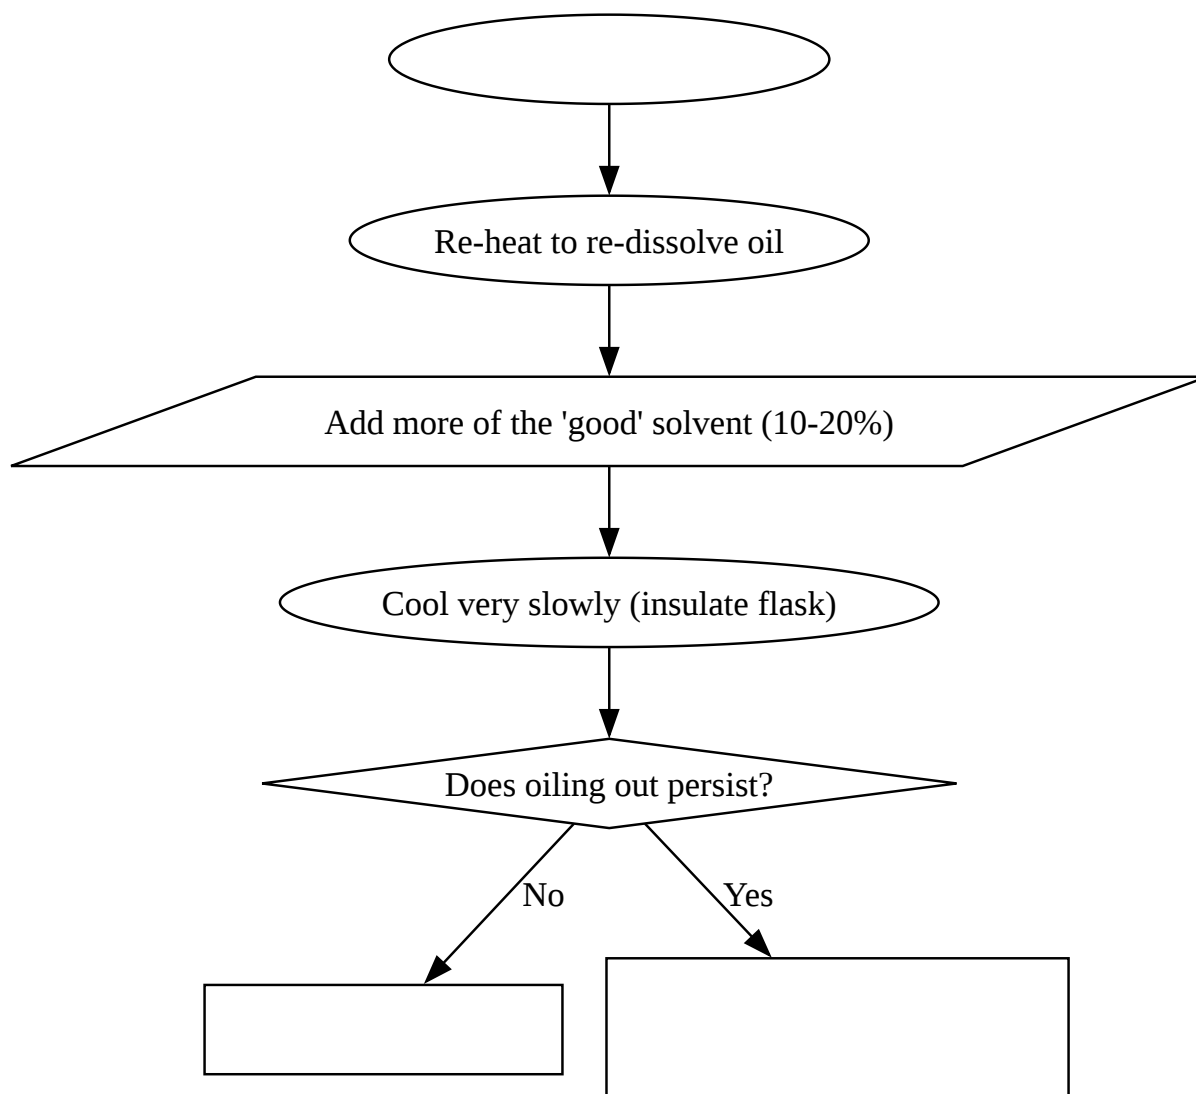 Re-heat to re-dissolve oil
Add more of the 'good' solvent (10-20%)
Cool very slowly (insulate flask)
Does oiling out persist?
No
Yes